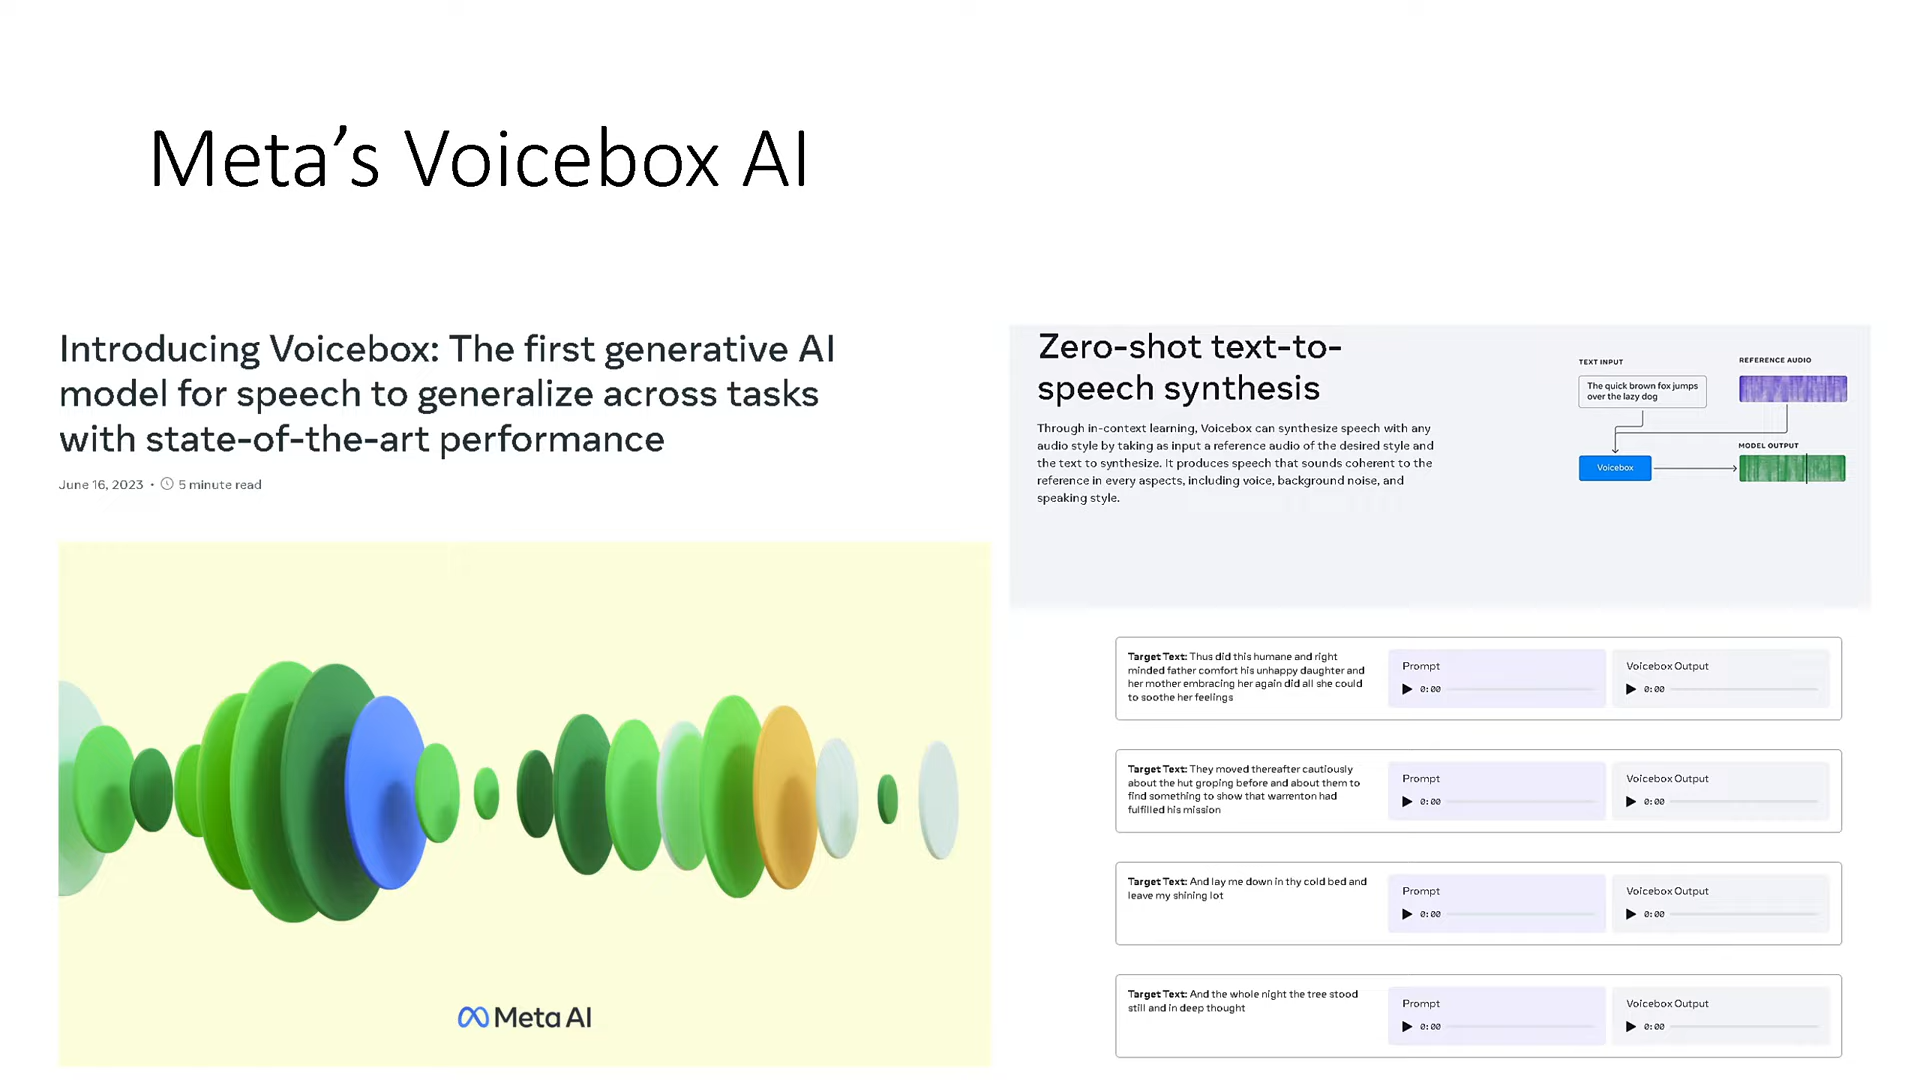 Meta’s Voicebox AI
Introducing Voicebox: The first generative AI
model for speech to generalize across tasks
with state-of-the-art performance
June 16, 2023 • 5 minute read
Meta AI
Zero-shot text-to-
speech synthesis
Through in-context learning, Voicebox can synthesize speech with any
audio style by taking as input a reference audio of the desired style and
the text to synthesize. It produces speech that sounds coherent to the
reference in every aspects, including voice, background noise, and
speaking style.
TEXT INPUT
The quick brown fox jumps
over the lazy dog
REFERENCE AUDIO
MODEL OUTPUT
Voicebox
Target Text: Thus did this humane and right
minded father comfort his unhappy daughter and
her mother embracing her again did all she could
to soothe her feelings
Prompt
0:00
Voicebox Output
0:00
Target Text: They moved thereafter cautiously
about the hut groping before and about them to
find something to show that warrenton had
fulfilled his mission
Prompt
0:00
Voicebox Output
0:00
Target Text: And lay me down in thy cold bed and
leave my shining lot
Prompt
0:00
Voicebox Output
0:00
Target Text: And the whole night the tree stood
still and in deep thought
Prompt
0:00
Voicebox Output
0:00